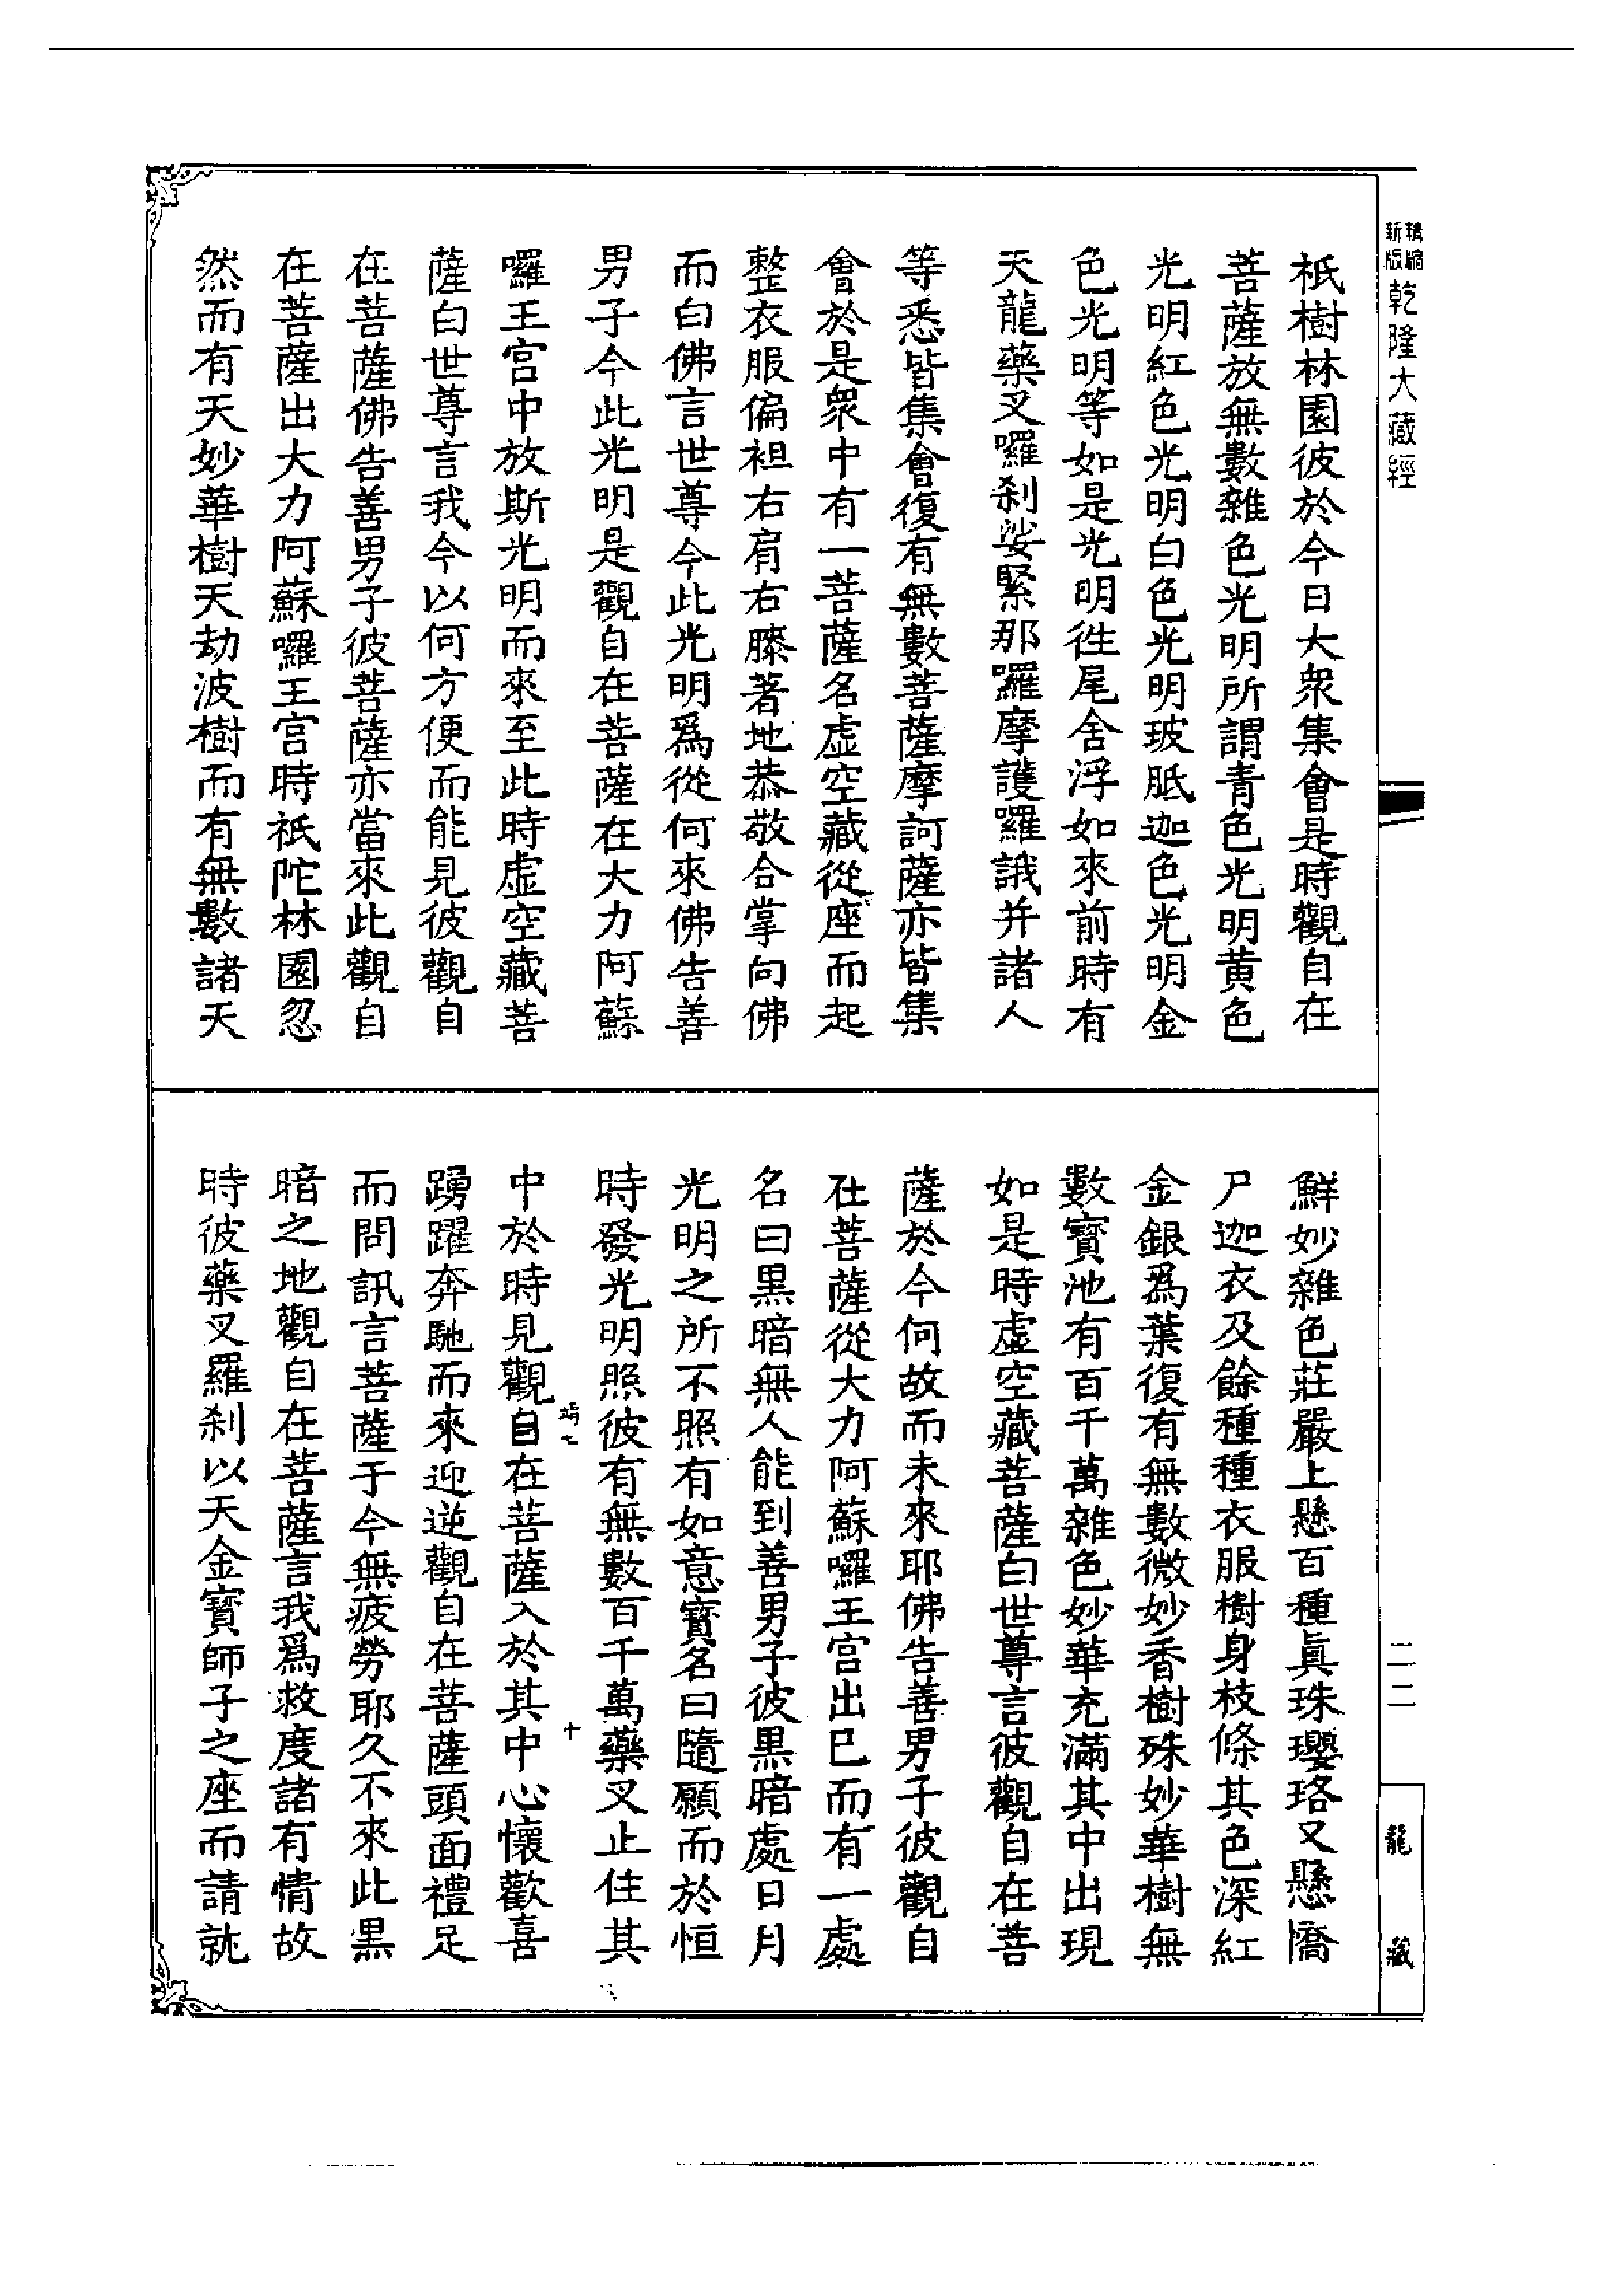 精縮
新版
乾隆大藏經
祇樹林園彼於今日大衆集會是時觀自在
菩薩放無數雜色光明所謂青色光明黄色
光明紅色光明白色光明玻胝迦色光明金
色光明等如是光明徃尾舍浮如來前時有
天龍藥叉囉刹娑緊那羅摩護囉誐并諸人
等悉皆集會復有無數菩薩摩訶薩亦皆集
會於是衆中有一菩薩名虛空藏從座而起
整衣服偏袒右肩右膝著地恭敬合掌向佛
而白佛言世尊今此光明爲從何來佛告善
男子今此光明是觀自在菩薩在大力阿蘇
囉王宫中放斯光明而來至此時虛空藏菩
薩白世尊言我今以何方便而能見彼觀自
在菩薩佛告善男子彼菩薩亦當來此觀自
在菩薩出大力阿蘇囉王宫時祇陀林園忽
然而有天妙華樹天劫波樹而有無數諸天
鮮妙雜色莊嚴上懸百種眞珠瓔珞又懸憍
尸迦衣及餘種種衣服樹身枝條其色深紅
金銀爲葉復有無數微妙香樹殊妙華樹無
數寳池有百千萬雜色妙華充滿其中出現
如是時虛空藏菩薩白世尊言彼觀自在菩
薩於今何故而未來耶佛告善男子彼觀自
在菩薩從大力阿蘇囉王宫出巳而有一處
名曰黒暗無人能到善男子彼黒暗處日月
光明之所不照有如意寳名曰隨願而於恒
時發光明照彼有無數百千萬藥叉止住其
中於時見觀自在菩薩入於其中心懷歡喜
踴躍奔馳而來迎逆觀自在菩薩頭面禮足
而問訊言菩薩于今無疲勞耶久不來此黒
暗之地觀自在菩薩言我爲救度諸有情故
時彼藥叉羅刹以天金寳師子之座而請就
十
二二
龍藏